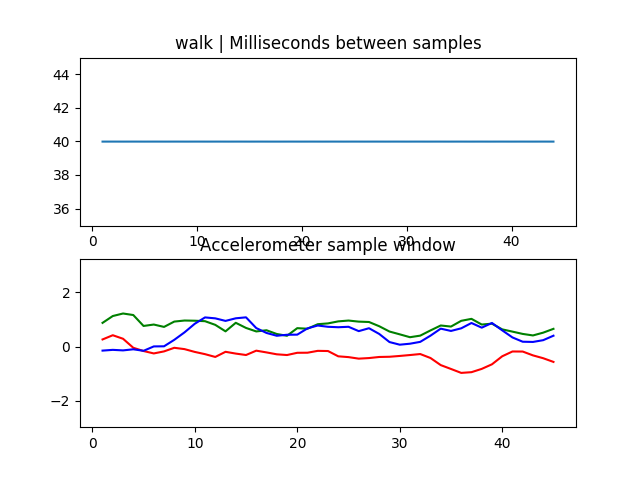 walk | Milliseconds between samples
44
42
40
38
36
0 10 20 30 40
Accelerometer sample window
2
0
−2
0 10 20 30 40